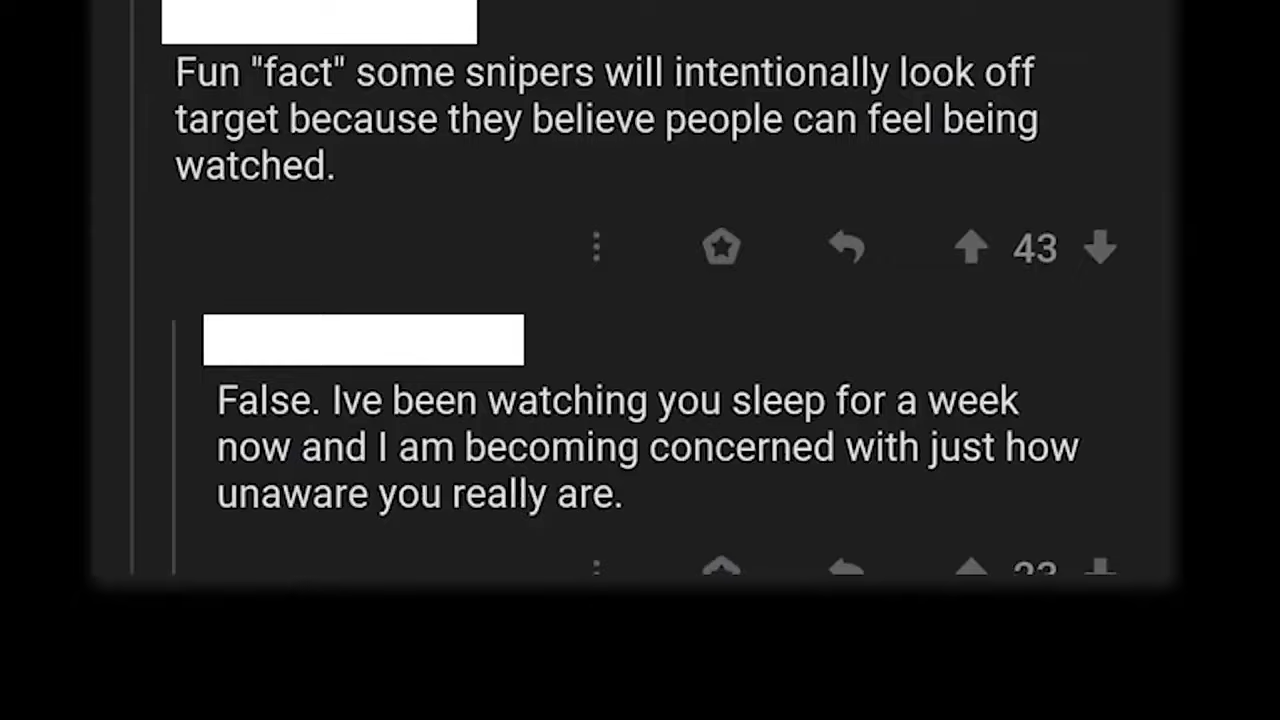 Fun "fact" some snipers will intentionally look off
target because they believe people can feel being
watched.
43
False. Ive been watching you sleep for a week
now and I am becoming concerned with just how
unaware you really are.